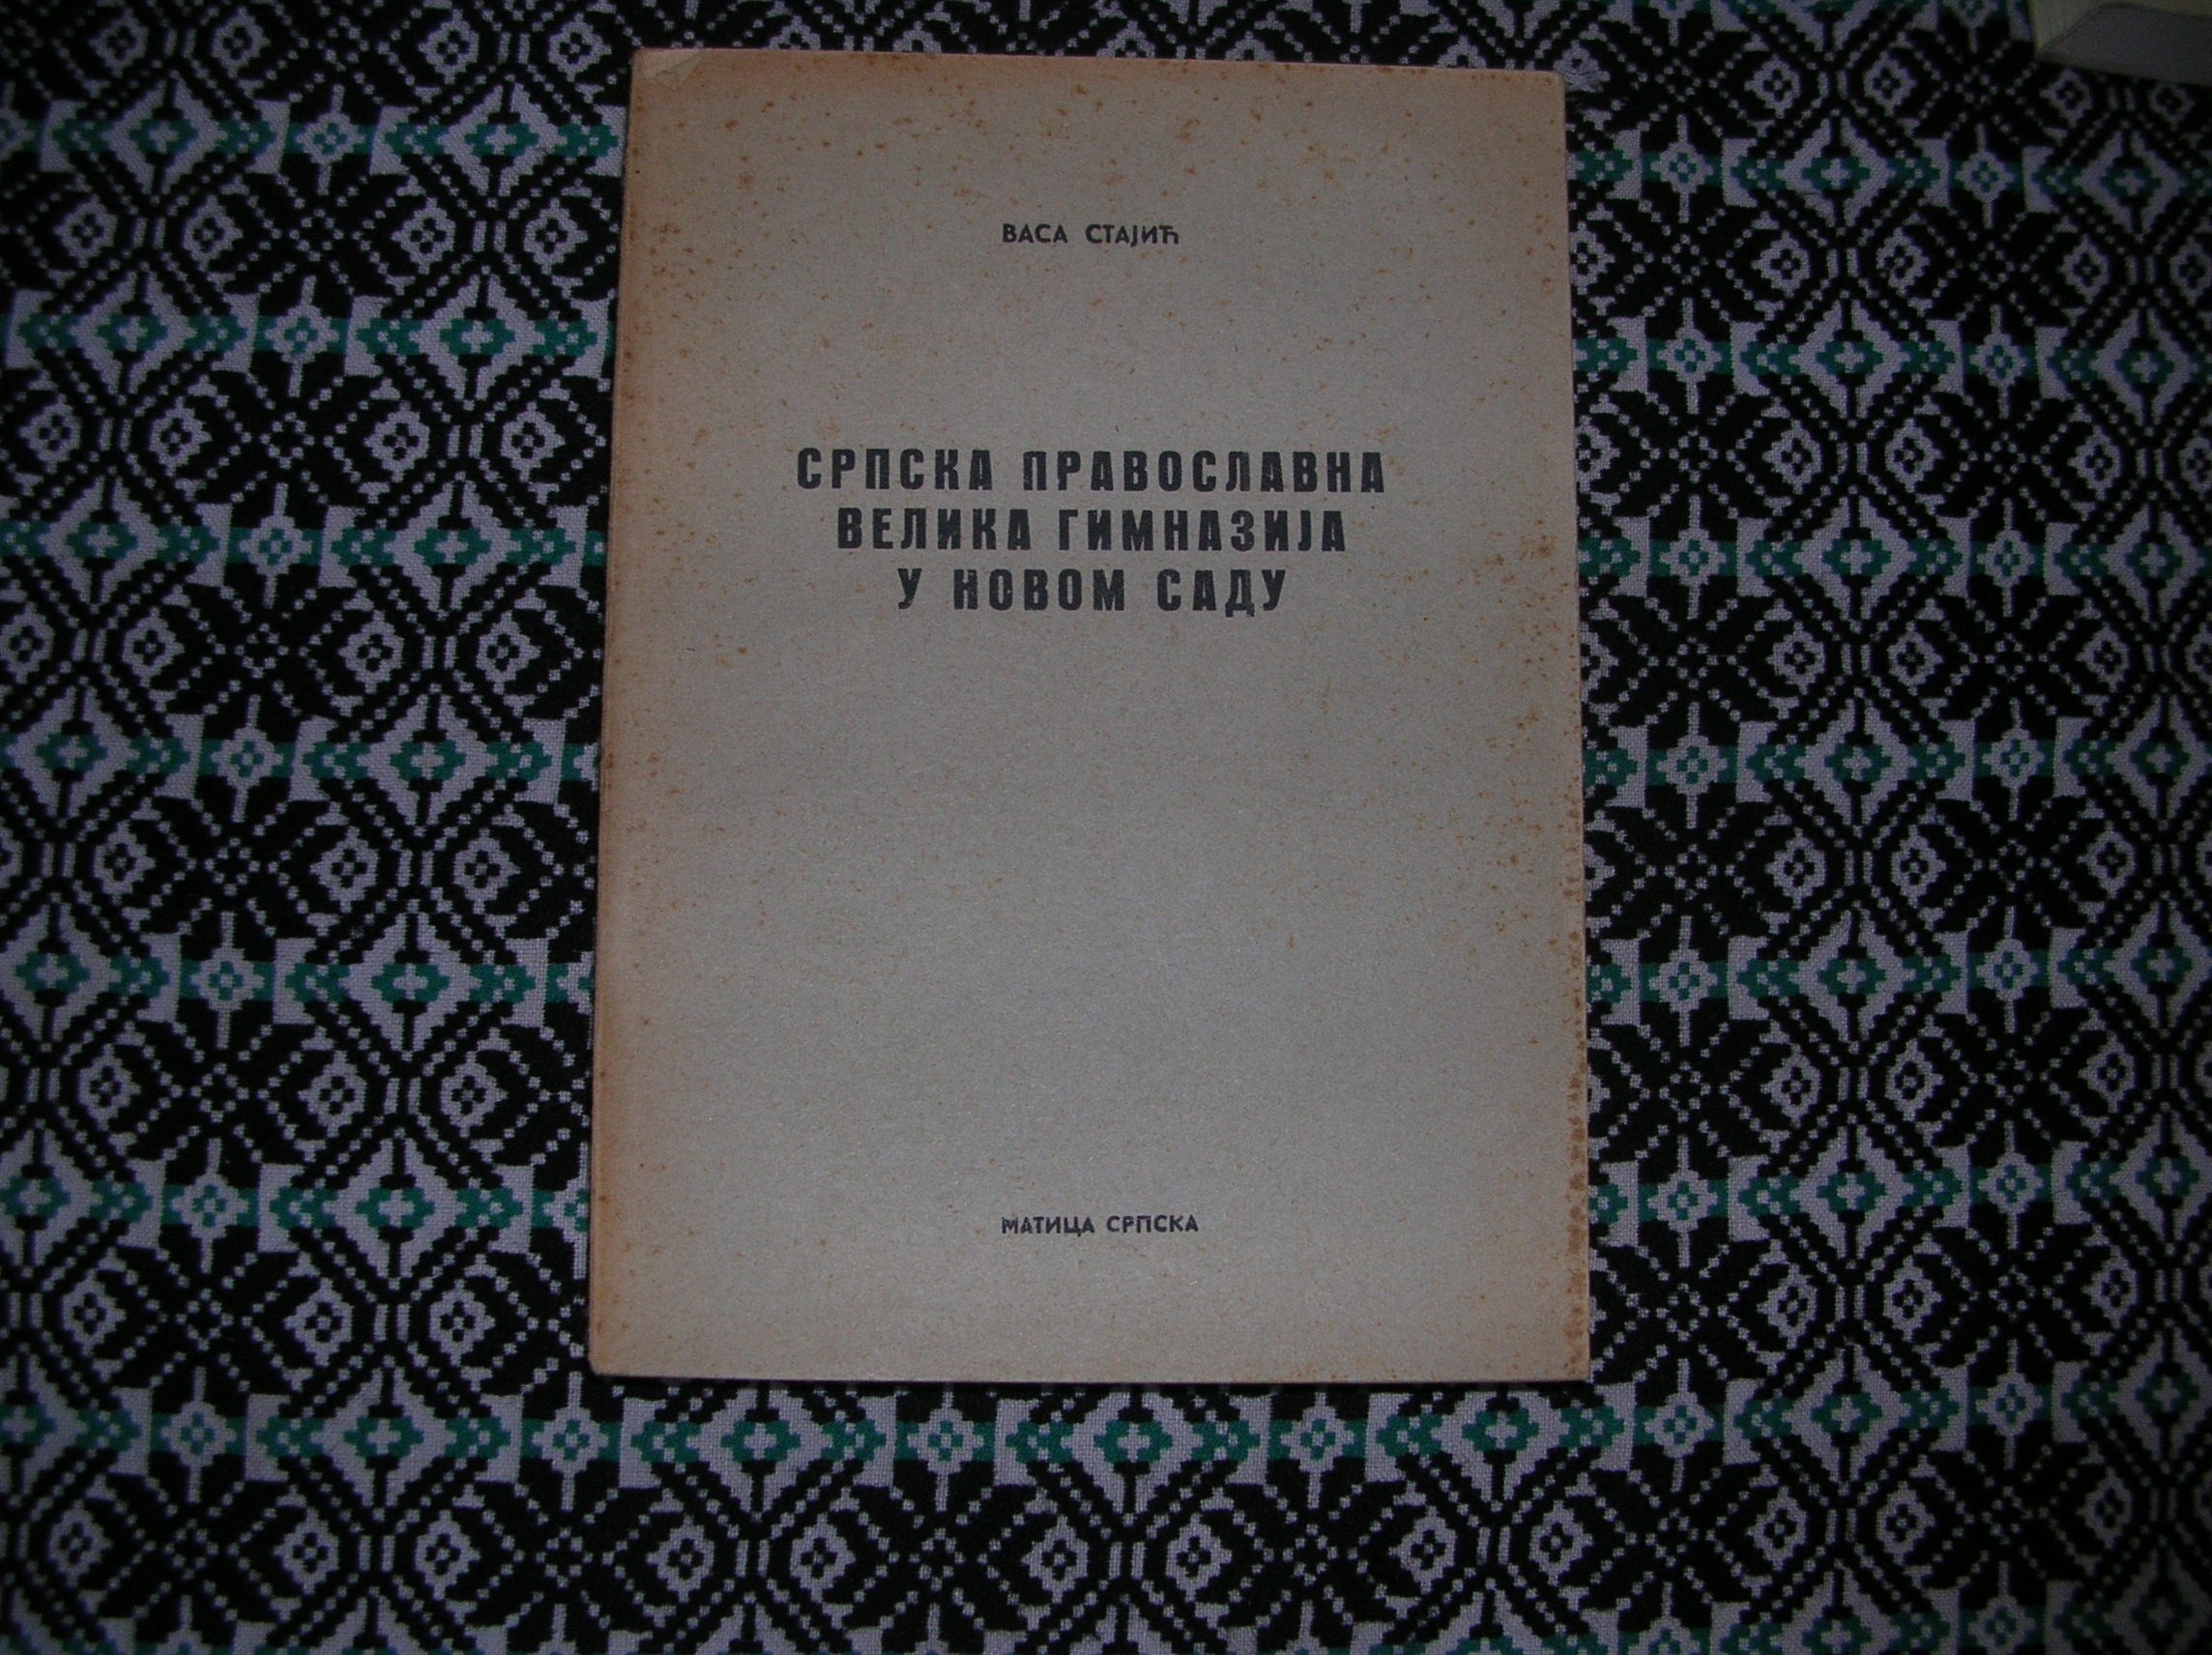 ВАСА СТАЈИЋ
СРПСКА ПРАВОСЛАВНА
ВЕЛИКА ГИМНАЗИЈА
У НОВОМ САДУ
МАТИЦА СРПСКА